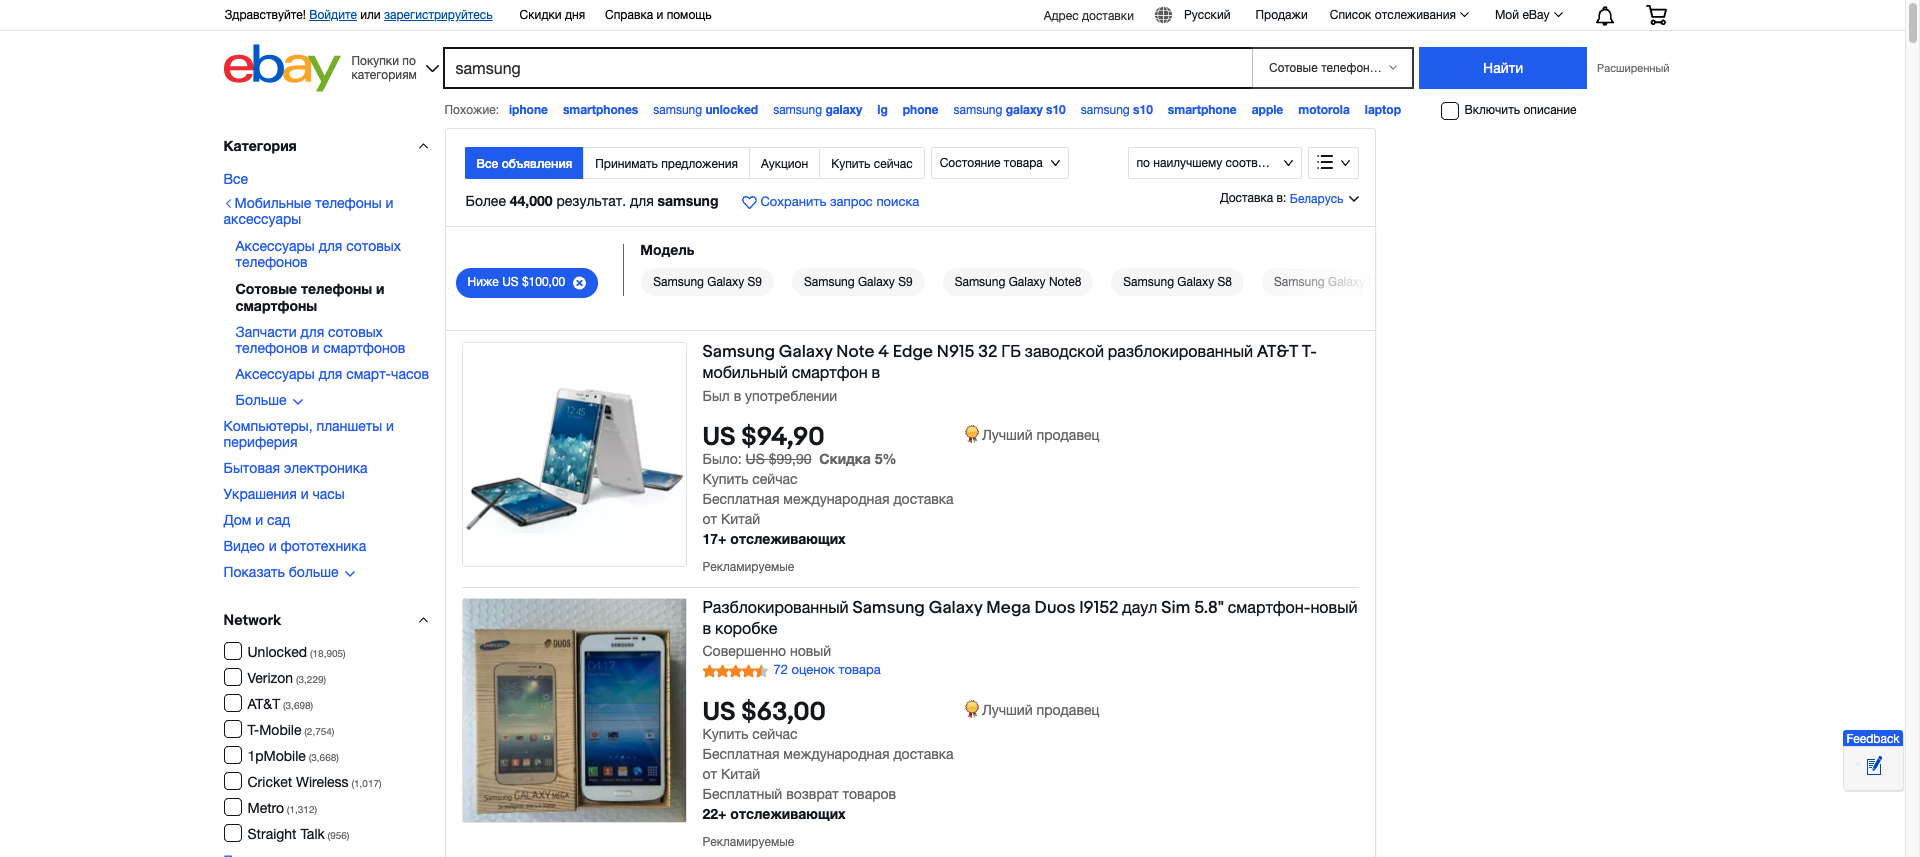 Здравствуйте! Войдите или зарегистрируйтесь
Скидки дня
Справка и помощь
Адрес доставки
Русский
Продажи
Список отслеживания
Мой eBay
ebay
Покупки по
категориям
samsung
Сотовые телефон...
Найти
Расширенный
Похожие: iphone smartphones samsung unlocked samsung galaxy lg phone samsung galaxy s10 samsung s10 smartphone apple motorola laptop
Включить описание
Категория
Все
Мобильные телефоны и
аксессуары
Аксессуары для сотовых
телефонов
Сотовые телефоны и
смартфоны
Запчасти для сотовых
телефонов и смартфонов
Аксессуары для смарт-часов
Больше
Компьютеры, планшеты и
периферия
Бытовая электроника
Украшения и часы
Дом и сад
Видео и фототехника
Показать больше
Network
Unlocked (18,905)
Verizon (3,229)
AT&T (3,698)
T-Mobile (2,754)
1pMobile (3,668)
Cricket Wireless (1,017)
Metro (1,312)
Straight Talk (956)
Все объявления
Принимать предложения
Аукцион
Купить сейчас
Состояние товара
по наилучшему соотв...
Более 44,000 результат. для samsung
Сохранить запрос поиска
Доставка в: Беларусь
Ниже US $100,00
Модель
Samsung Galaxy S9
Samsung Galaxy S9
Samsung Galaxy Note8
Samsung Galaxy S8
Samsung Galaxy
Samsung Galaxy Note 4 Edge N915 32 ГБ заводской разблокированный AT&T T-
мобильный смартфон в
Был в употреблении
US $94,90
Лучший продавец
Было: US $99,90 Скидка 5%
Купить сейчас
Бесплатная международная доставка
от Китай
17+ отслеживающих
Рекламируемые
SAMSUNG
DUOS
SAMSUNG
04:17
Samsung GALAXY MEGA
Разблокированный Samsung Galaxy Mega Duos I9152 даул Sim 5.8" смартфон-новый
в коробке
Совершенно новый
72 оценок товара
US $63,00
Лучший продавец
Купить сейчас
Бесплатная международная доставка
от Китай
Бесплатный возврат товаров
22+ отслеживающих
Рекламируемые
Feedback